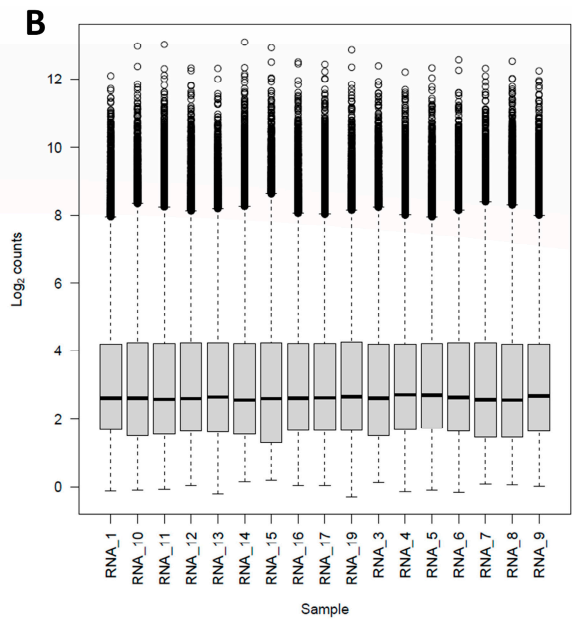 B
12
10
8
6
4
2
0
Log2 counts
RNA_1
RNA_10
RNA_11
RNA_12
RNA_13
RNA_14
RNA_15
RNA_16
RNA_17
RNA_19
RNA_3
RNA_4
RNA_5
RNA_6
RNA_7
RNA_8
RNA_9
Sample